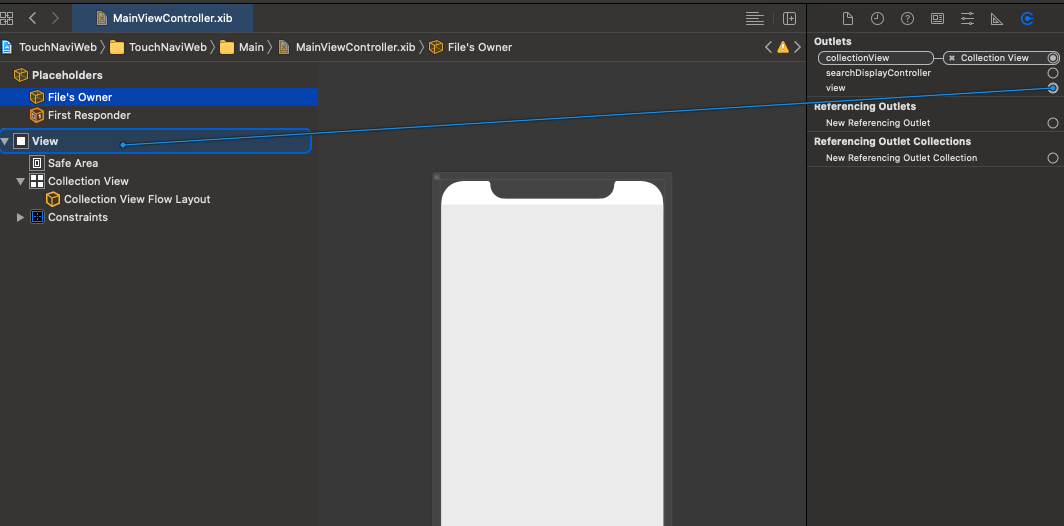 MainViewController.xib
TouchNaviWeb TouchNaviWeb Main MainViewController.xib File's Owner
Placeholders
File's Owner
First Responder
View
Safe Area
Collection View
Collection View Flow Layout
Constraints
Outlets
collectionView Collection View
searchDisplayController
view
Referencing Outlets
New Referencing Outlet
Referencing Outlet Collections
New Referencing Outlet Collection